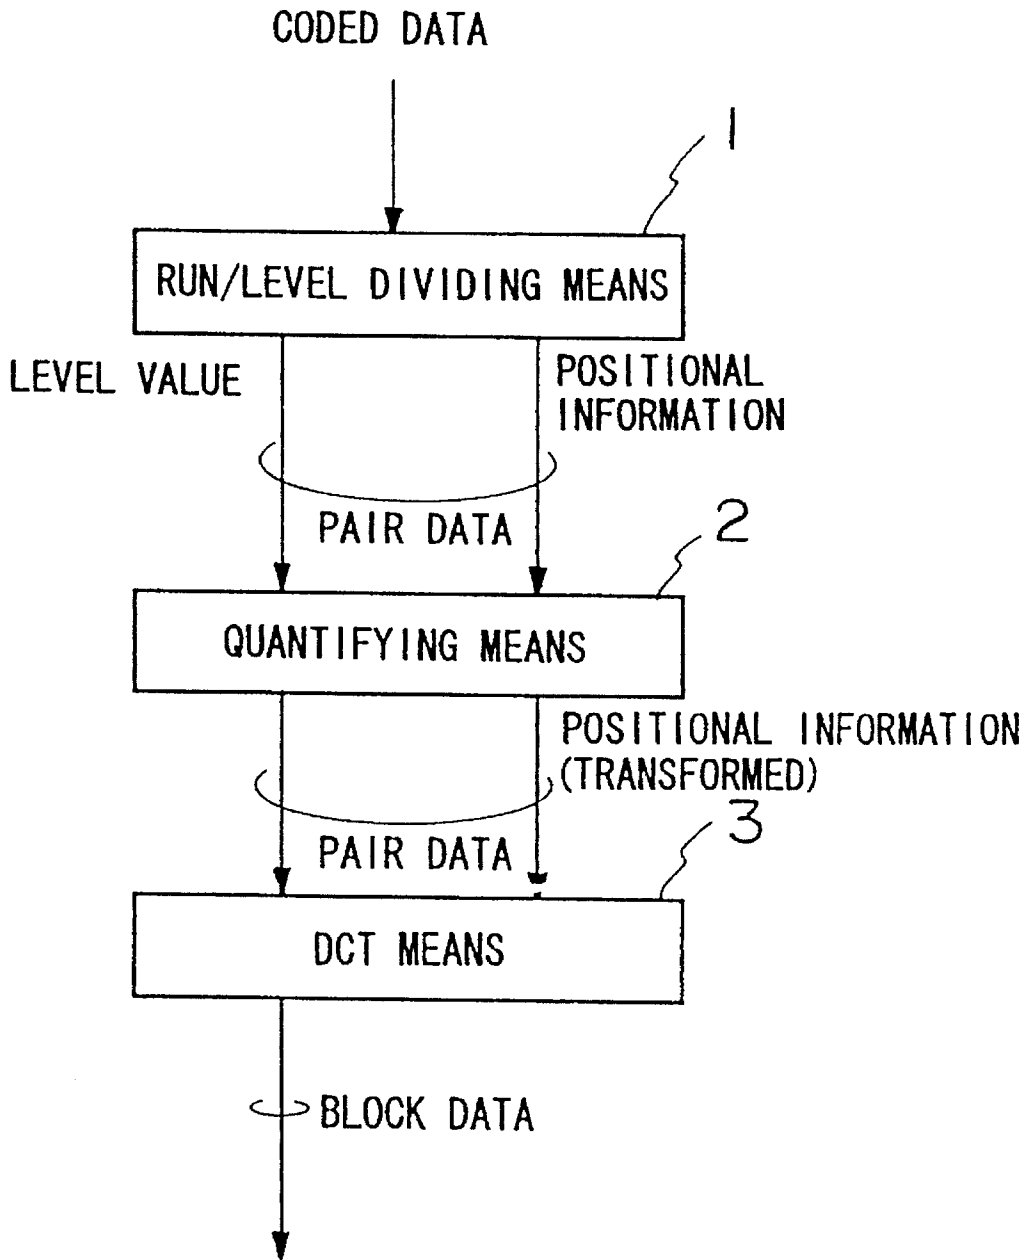 CODED DATA
1
RUN/LEVEL DIVIDING MEANS
LEVEL VALUE
POSITIONAL
INFORMATION
PAIR DATA
2
QUANTIFYING MEANS
POSITIONAL INFORMATION
(TRANSFORMED)
3
PAIR DATA
DCT MEANS
BLOCK DATA